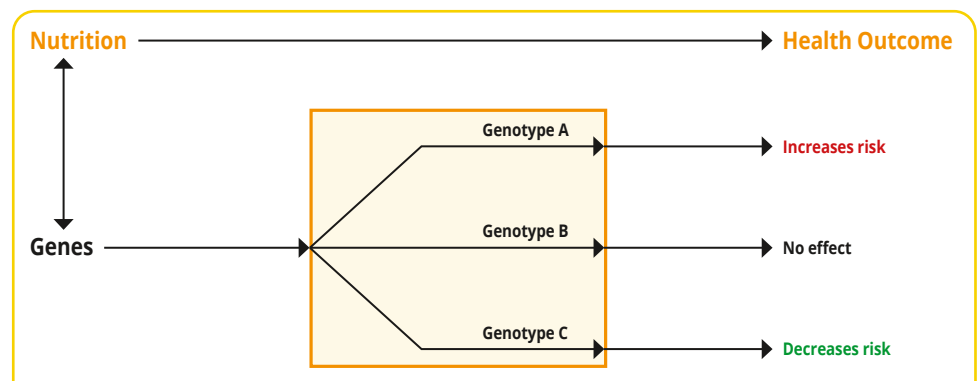 Nutrition
Health Outcome
Genotype A
Increases risk
Genes
Genotype B
No effect
Genotype C
Decreases risk